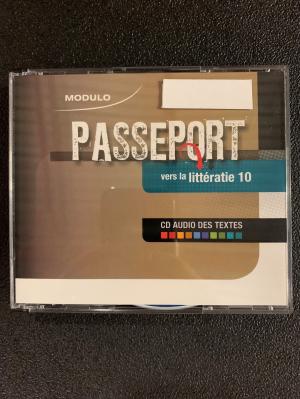 MODULO
PASSEPORT
vers la littératie 10
CD AUDIO DES TEXTES